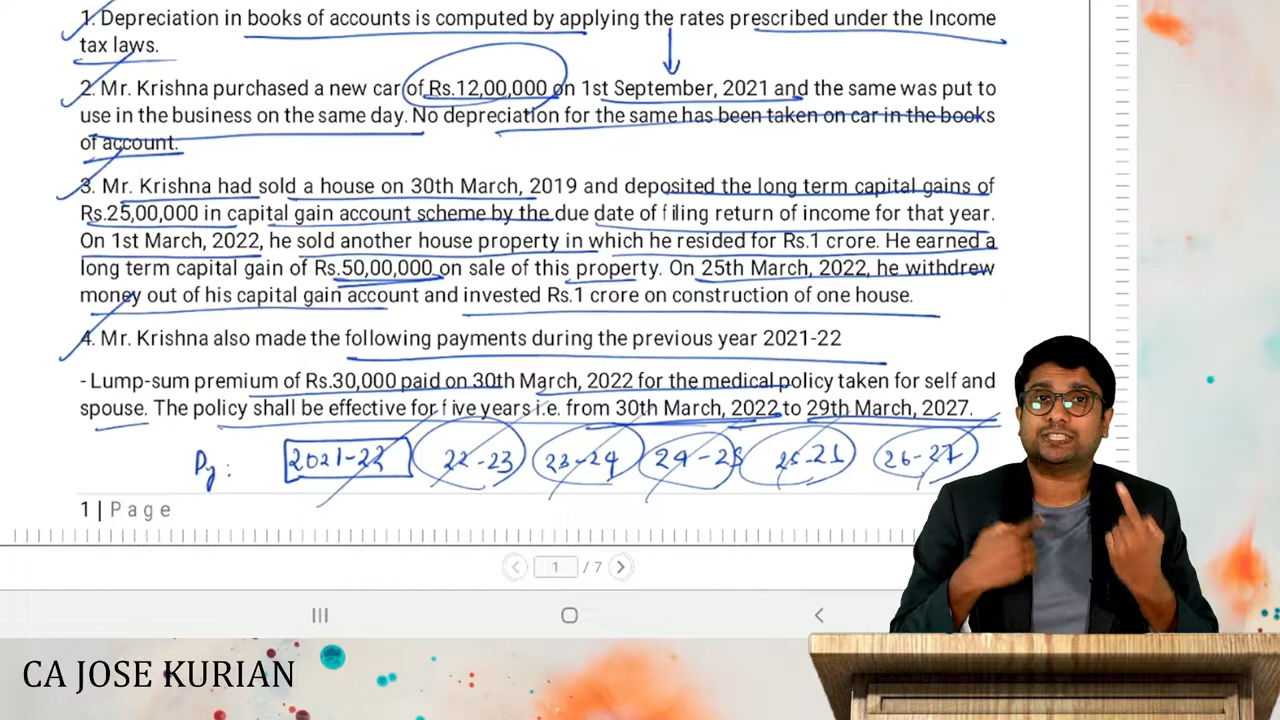 1. Depreciation in books of accounts is computed by applying the rates prescribed under the Income
tax laws.
2. Mr. Krishna purchased a new car of Rs.12,00,000 on 1st September, 2021 and the same was put to
use in the business on the same day. No depreciation for the same has been taken on car in the books
of account.
3. Mr. Krishna had sold a house on 30th March, 2019 and deposited the long term capital gains of
Rs.25,00,000 in capital gain account scheme by the due date of filing return of income for that year.
On 1st March, 2022, he sold another house property in which he resided for Rs.1 crore. He earned a
long term capital gain of Rs.50,00,000 on sale of this property. On 25th March, 2022, he withdrew
money out of his capital gain account and invested Rs.1 crore on construction of one house.
4. Mr. Krishna also made the following payments during the previous year 2021-22
- Lump-sum premium of Rs.30,000 paid on 30th March, 2022 for the medical policy taken for self and
spouse. The policy shall be effective for five years i.e. from 30th March, 2022 to 29th March, 2027.
Py: 2021-22 22-23 23-24 24-25 26-27
1 | Page
1 / 7
CA JOSE KURIAN